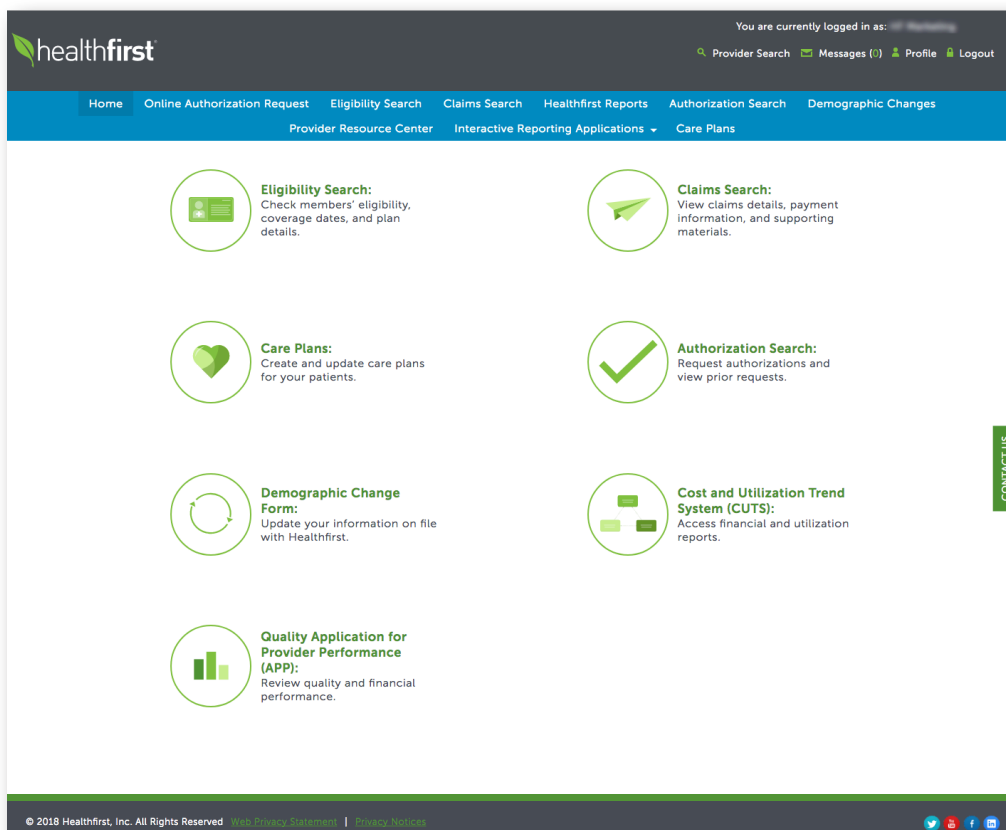 You are currently logged in as:
healthfirst
Provider Search Messages (0) Profile Logout
Home Online Authorization Request Eligibility Search Claims Search Healthfirst Reports Authorization Search Demographic Changes
Provider Resource Center Interactive Reporting Applications Care Plans
Eligibility Search:
Check members' eligibility,
coverage dates, and plan
details.
Claims Search:
View claims details, payment
information, and supporting
materials.
Care Plans:
Create and update care plans
for your patients.
Authorization Search:
Request authorizations and
view prior requests.
CONTACT US
Demographic Change
Form:
Update your information on file
with Healthfirst.
Cost and Utilization Trend
System (CUTS):
Access financial and utilization
reports.
Quality Application for
Provider Performance
(APP):
Review quality and financial
performance.
© 2018 Healthfirst, Inc. All Rights Reserved Web Privacy Statement | Privacy Notices